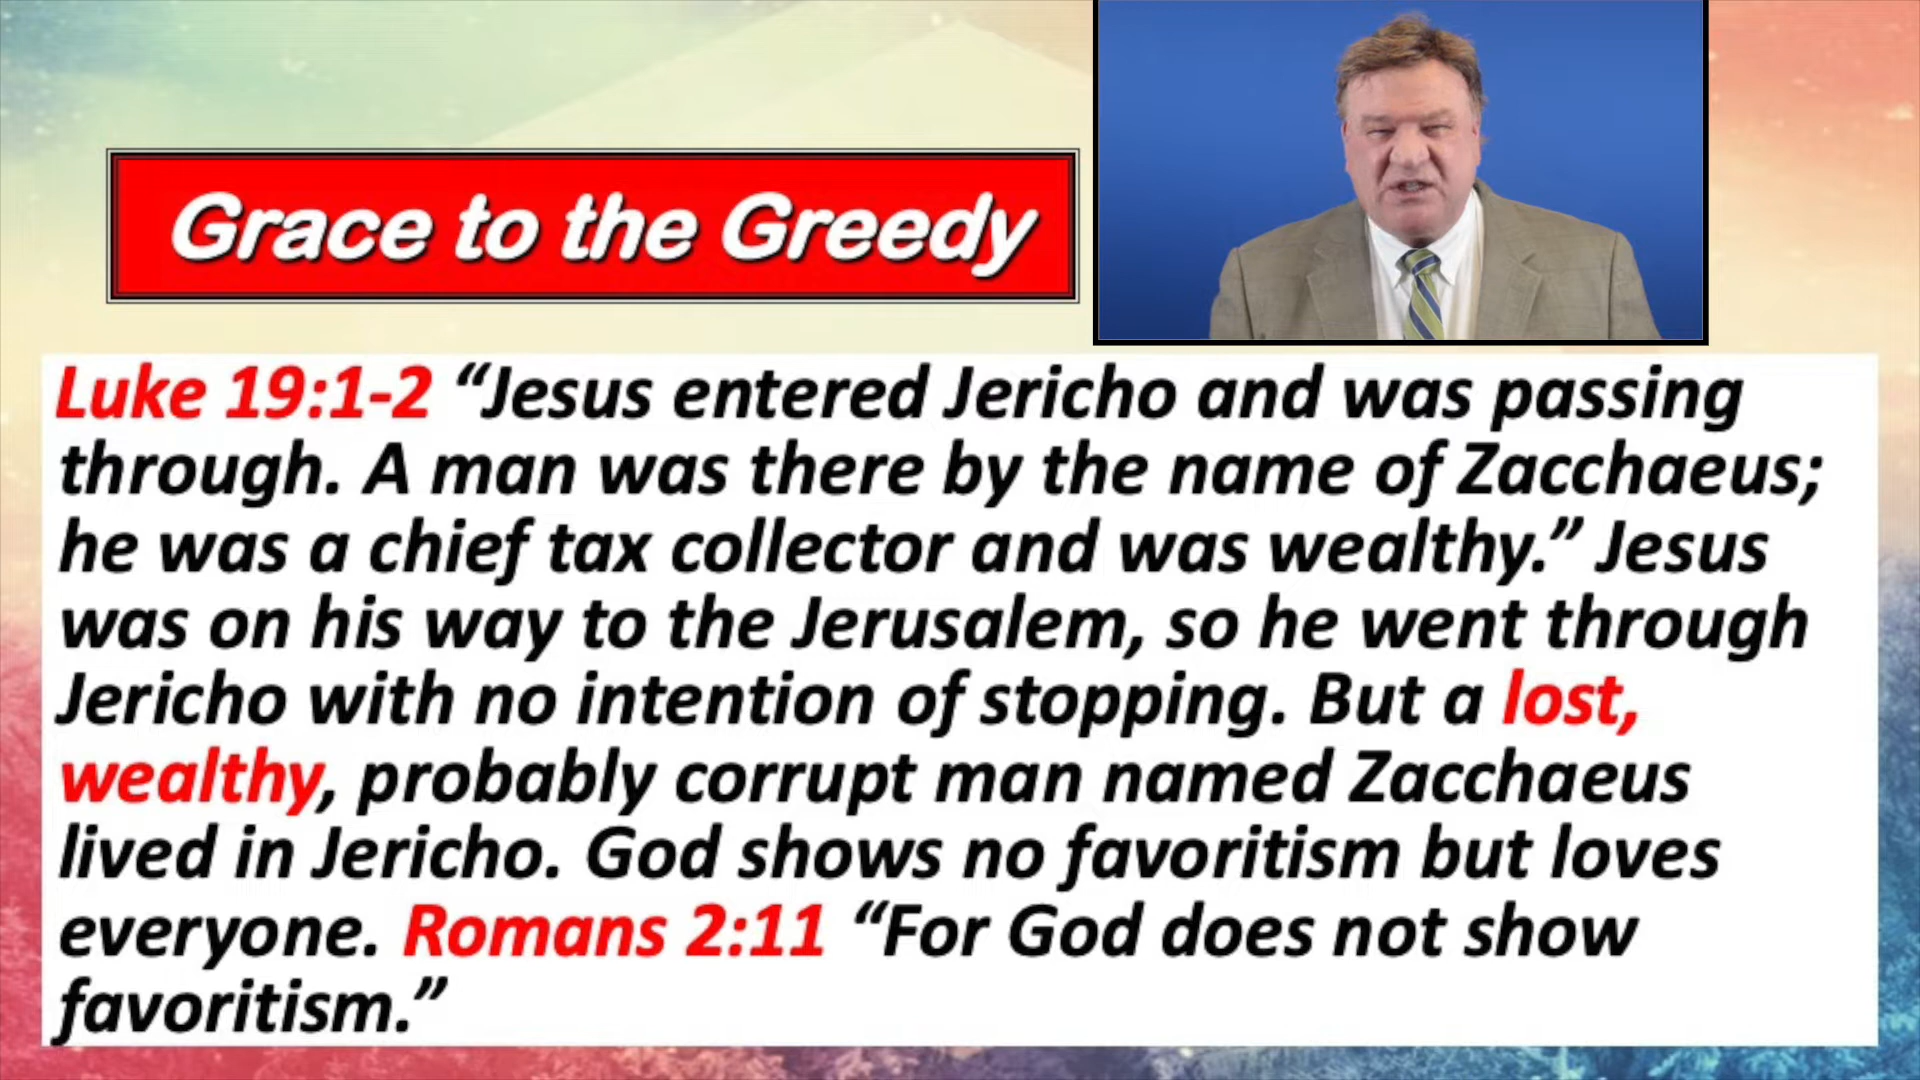 Grace to the Greedy
Luke 19:1-2 “Jesus entered Jericho and was passing
through. A man was there by the name of Zacchaeus;
he was a chief tax collector and was wealthy.” Jesus
was on his way to the Jerusalem, so he went through
Jericho with no intention of stopping. But a lost,
wealthy, probably corrupt man named Zacchaeus
lived in Jericho. God shows no favoritism but loves
everyone. Romans 2:11 “For God does not show
favoritism.”